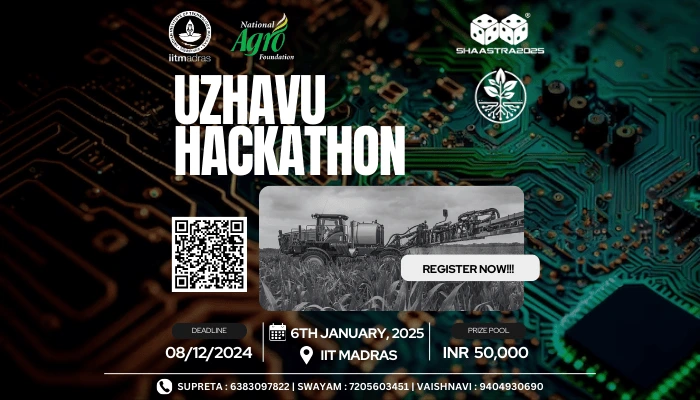 iitmadras
National
Agro
Foundation
SHAASTRA2025
UZHAVU
HACKATHON
REGISTER NOW!!!
DEADLINE
08/12/2024
6TH JANUARY, 2025
IIT MADRAS
PRIZE POOL
INR 50,000
SUPRETA : 6383097822 | SWAYAM : 7205603451 | VAISHNAVI : 9404930690